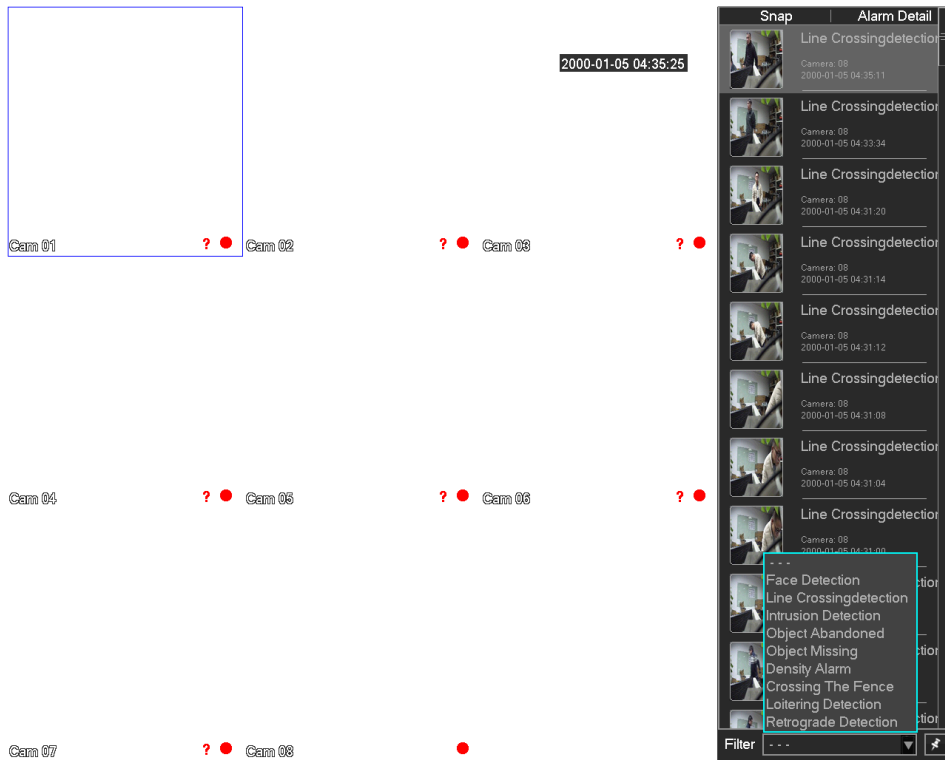 2000-01-05 04:35:25
Cam 01
?
Cam 02
?
Cam 03
?
Cam 04
?
Cam 05
?
Cam 06
?
Cam 07
?
Cam 08
Snap
Alarm Detail
Line Crossingdetection
Camera: 08
2000-01-05 04:35:11
Line Crossingdetection
Camera: 08
2000-01-05 04:33:34
Line Crossingdetection
Camera: 08
2000-01-05 04:31:20
Line Crossingdetection
Camera: 08
2000-01-05 04:31:14
Line Crossingdetection
Camera: 08
2000-01-05 04:31:12
Line Crossingdetection
Camera: 08
2000-01-05 04:31:08
Line Crossingdetection
Camera: 08
2000-01-05 04:31:04
Line Crossingdetection
Camera: 08
2000-01-05 04:31:00
- - -
Face Detection
Line Crossingdetection
Intrusion Detection
Object Abandoned
Object Missing
Density Alarm
Crossing The Fence
Loitering Detection
Retrograde Detection
Filter
- - -